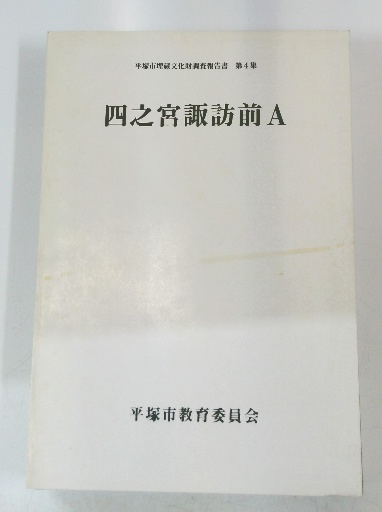 平塚市埋蔵文化財調査報告書 第4集
四之宮諏訪前A
平塚市教育委員会